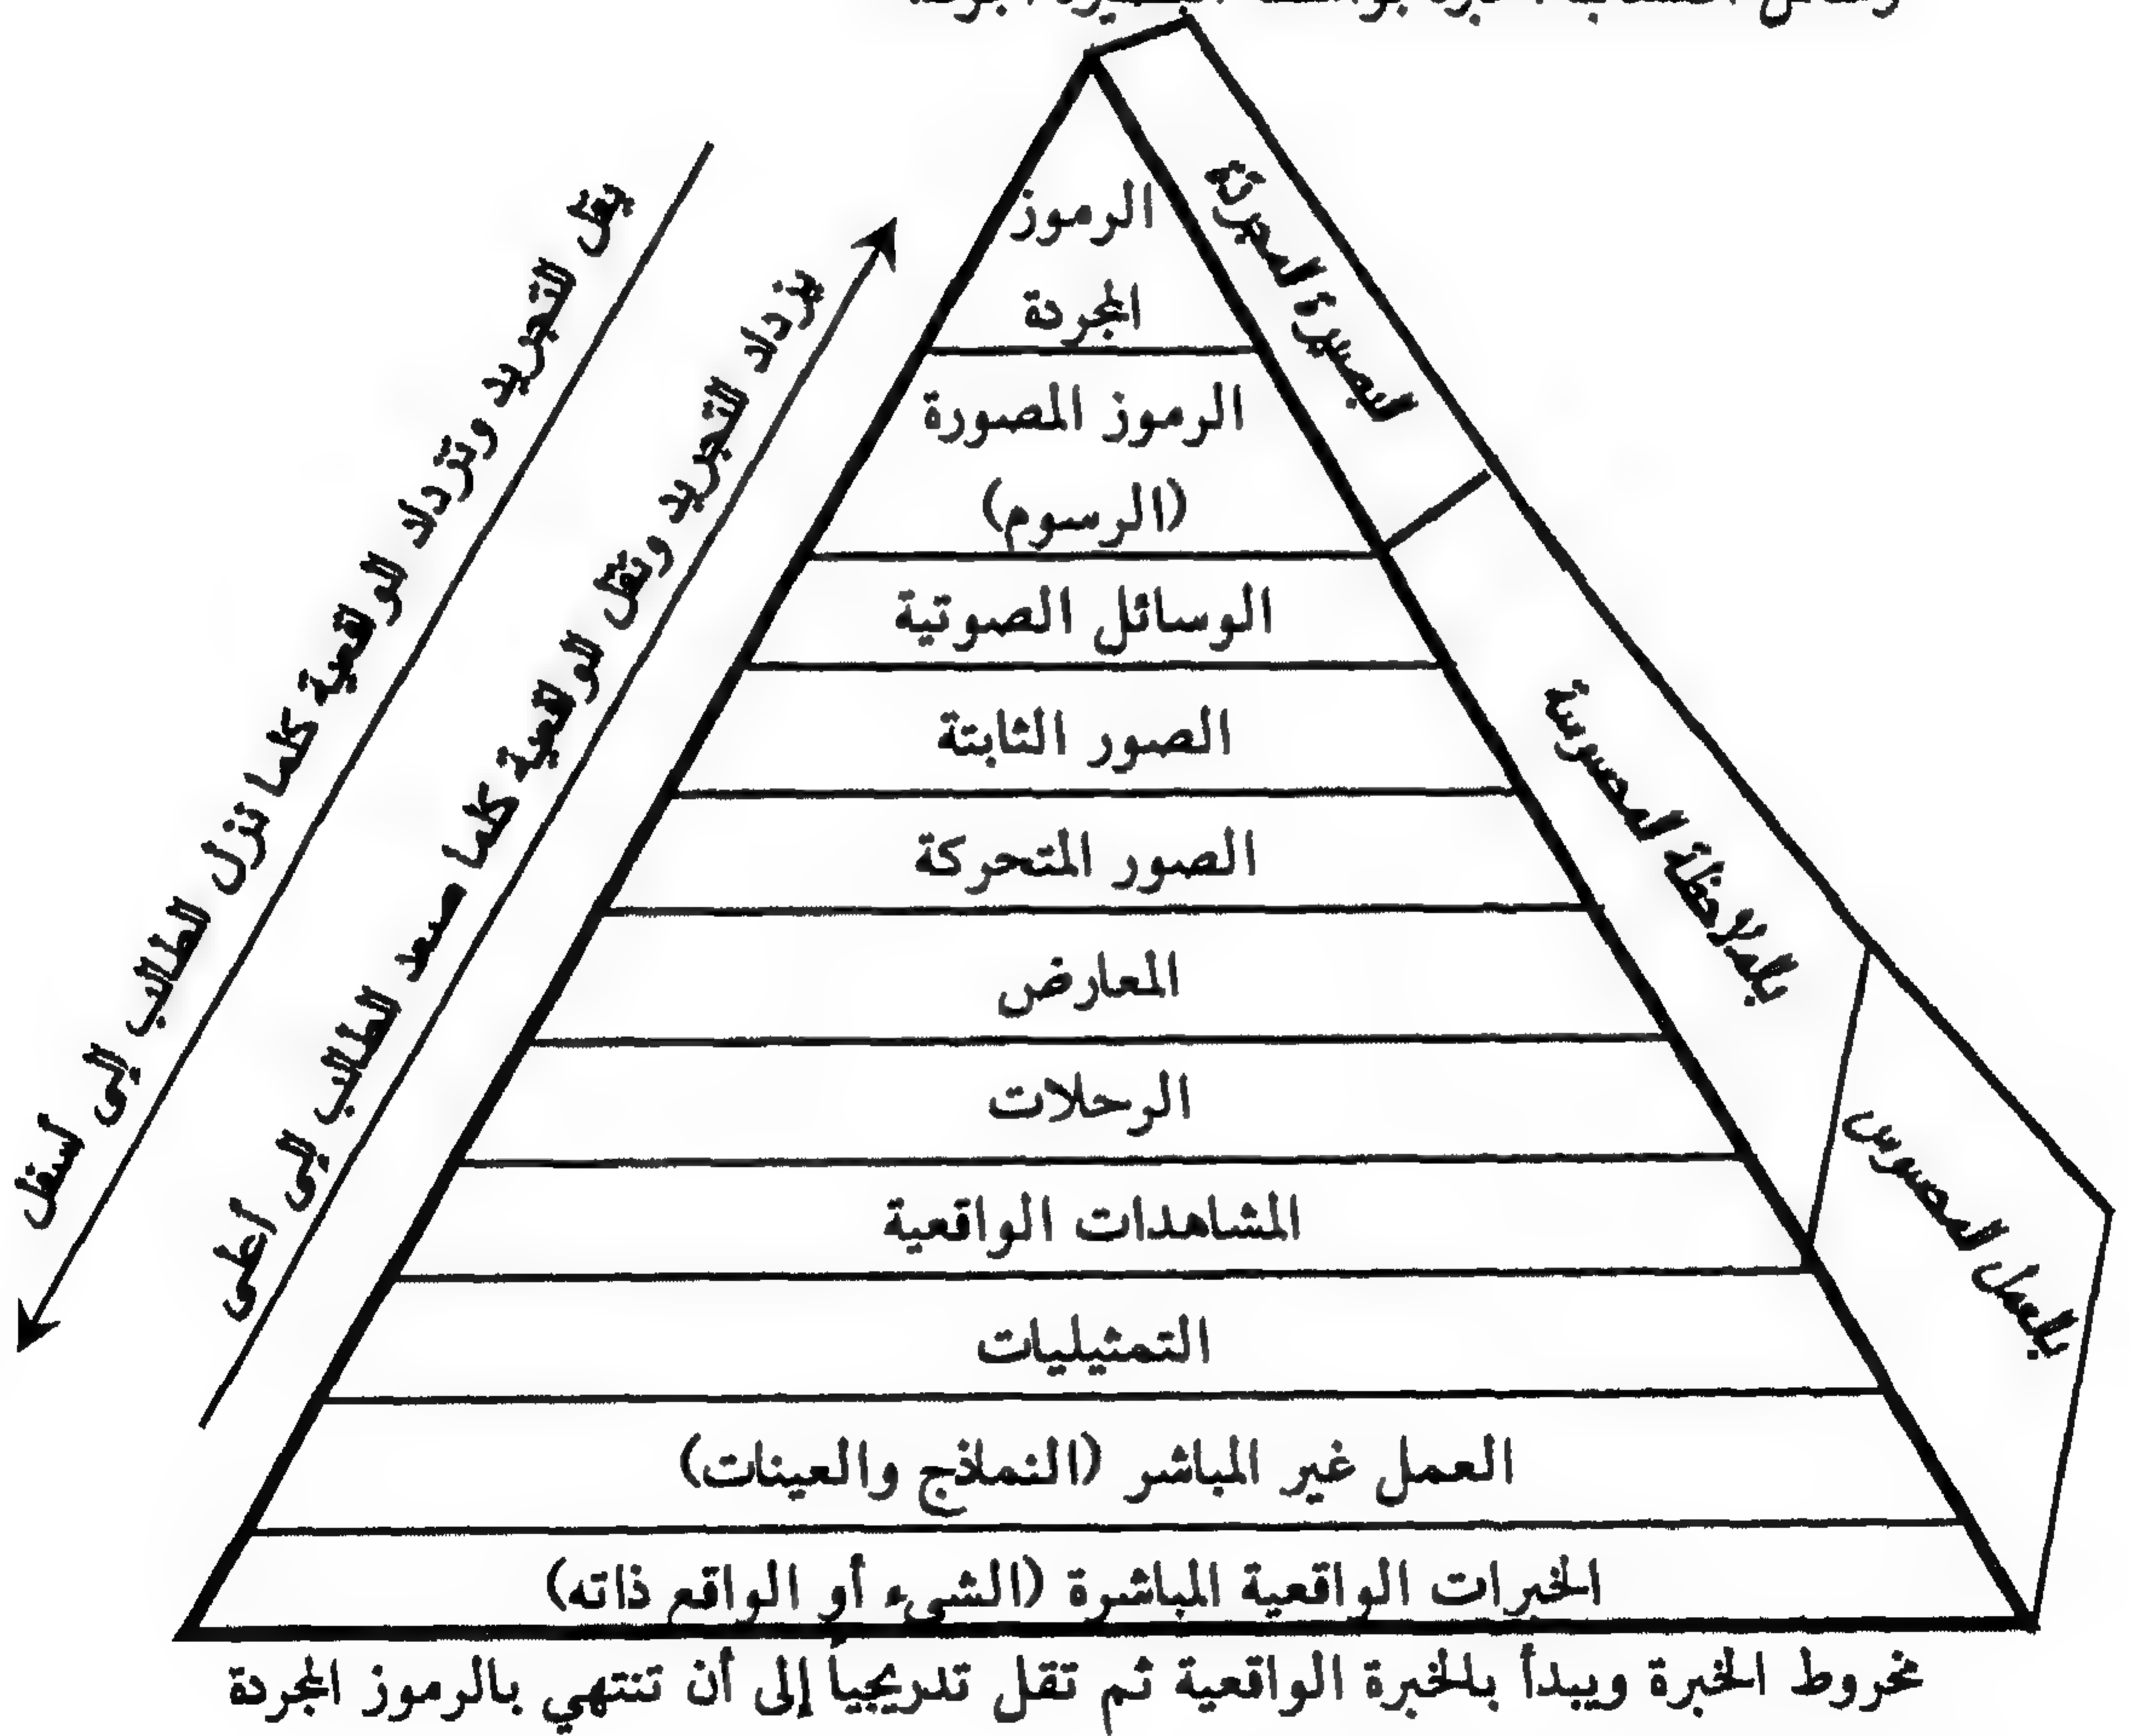 الرموز
المجردة
الرموز المصورة
(الرسوم)
الوسائل الصوتية
الصور الثابتة
الصور المتحركة
المعارض
الرحلات
المشاهدات الواقعية
التمثيليات
العمل غير المباشر (النماذج والعينات)
الخبرات الواقعية المباشرة (الشيء أو الواقع ذاته)
البصيرة المجردة
بالملاحظة المحسوسة
بالعمل المحسوس
يقل التجريد وتزداد الواقعية كلما نزل الطالب إلى أسفل
يزداد التجريد وتقل الواقعية كلما صعد الطالب إلى أعلى
مخروط الخبرة ويبدأ بالخبرة الواقعية ثم تقل تدريجياً إلى أن تنتهي بالرموز المجردة